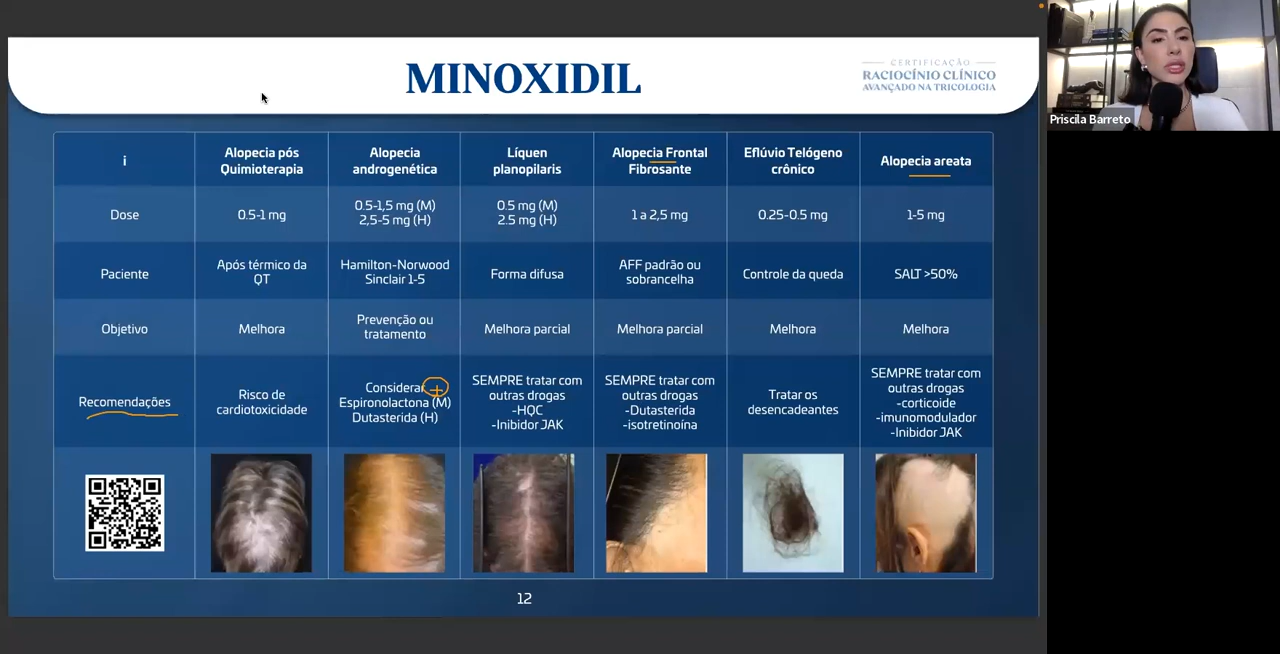 MINOXIDIL
CERTIFICAÇÃO
RACIOCÍNIO CLÍNICO
AVANÇADO NA TRICOLOGIA
Priscila Barreto
i
Alopecia pós
Quimioterapia
Alopecia
androgenética
Líquen
planopilaris
Alopecia Frontal
Fibrosante
Eflúvio Telógeno
crônico
Alopecia areata
Dose
0.5-1 mg
0.5-1,5 mg (M)
2,5-5 mg (H)
0.5 mg (M)
2.5 mg (H)
1 a 2,5 mg
0.25-0.5 mg
1-5 mg
Paciente
Após térmico da
QT
Hamilton-Norwood
Sinclair 1-5
Forma difusa
AFF padrão ou
sobrancelha
Controle da queda
SALT >50%
Objetivo
Melhora
Prevenção ou
tratamento
Melhora parcial
Melhora parcial
Melhora
Melhora
Recomendações
Risco de
cardiotoxicidade
Considerar +
Espironolactona (M)
Dutasterida (H)
SEMPRE tratar com
outras drogas
-HQC
-Inibidor JAK
SEMPRE tratar com
outras drogas
-Dutasterida
-isotretinoína
Tratar os
desencadeantes
SEMPRE tratar com
outras drogas
-corticoide
-imunomodulador
-Inibidor JAK
12